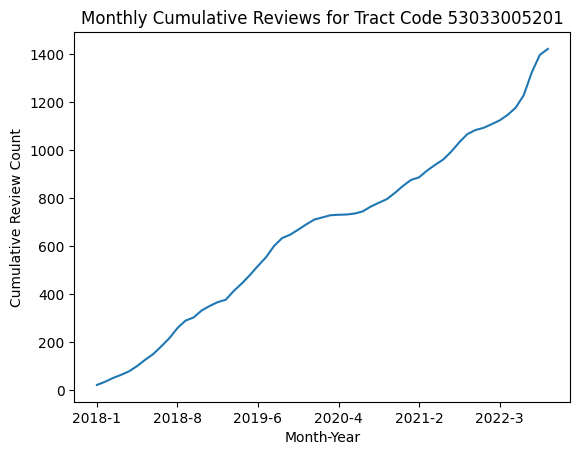 Monthly Cumulative Reviews for Tract Code 53033005201
1400
1200
1000
800
600
400
200
0
Cumulative Review Count
2018-1 2018-8 2019-6 2020-4 2021-2 2022-3
Month-Year